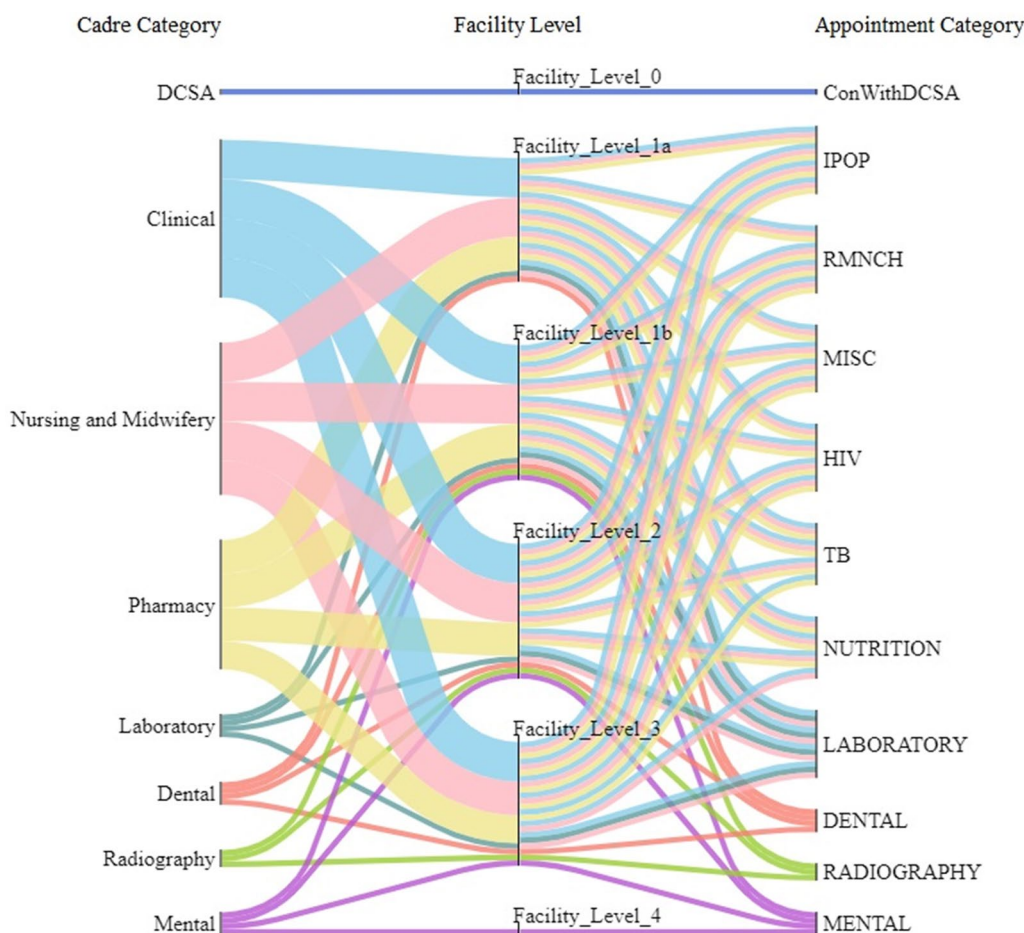 Cadre Category
Facility Level
Appointment Category
DCSA
Facility_Level_0
ConWithDCSA
Clinical
Facility_Level_1a
IPOP
RMNCH
Nursing and Midwifery
Facility_Level_1b
MISC
HIV
Pharmacy
Facility_Level_2
TB
NUTRITION
Laboratory
Facility_Level_3
LABORATORY
Dental
DENTAL
Radiography
RADIOGRAPHY
Mental
Facility_Level_4
MENTAL